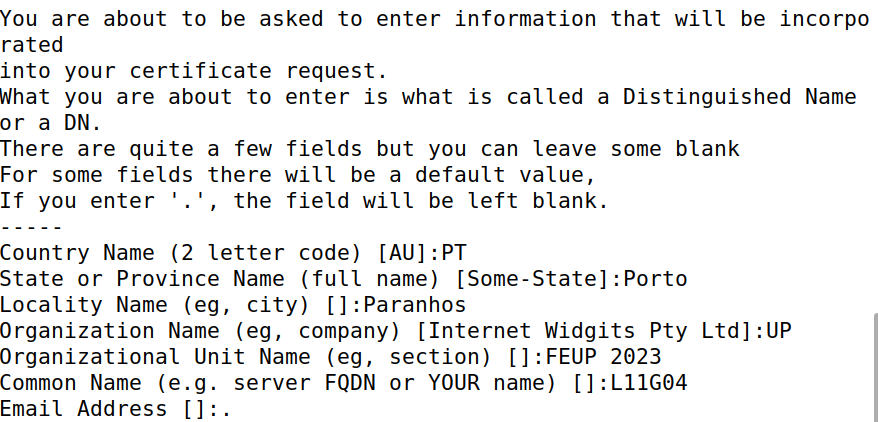 You are about to be asked to enter information that will be incorpo
rated
into your certificate request.
What you are about to enter is what is called a Distinguished Name
or a DN.
There are quite a few fields but you can leave some blank
For some fields there will be a default value,
If you enter '.', the field will be left blank.
-----
Country Name (2 letter code) [AU]:PT
State or Province Name (full name) [Some-State]:Porto
Locality Name (eg, city) []:Paranhos
Organization Name (eg, company) [Internet Widgits Pty Ltd]:UP
Organizational Unit Name (eg, section) []:FEUP 2023
Common Name (e.g. server FQDN or YOUR name) []:L11G04
Email Address []:.